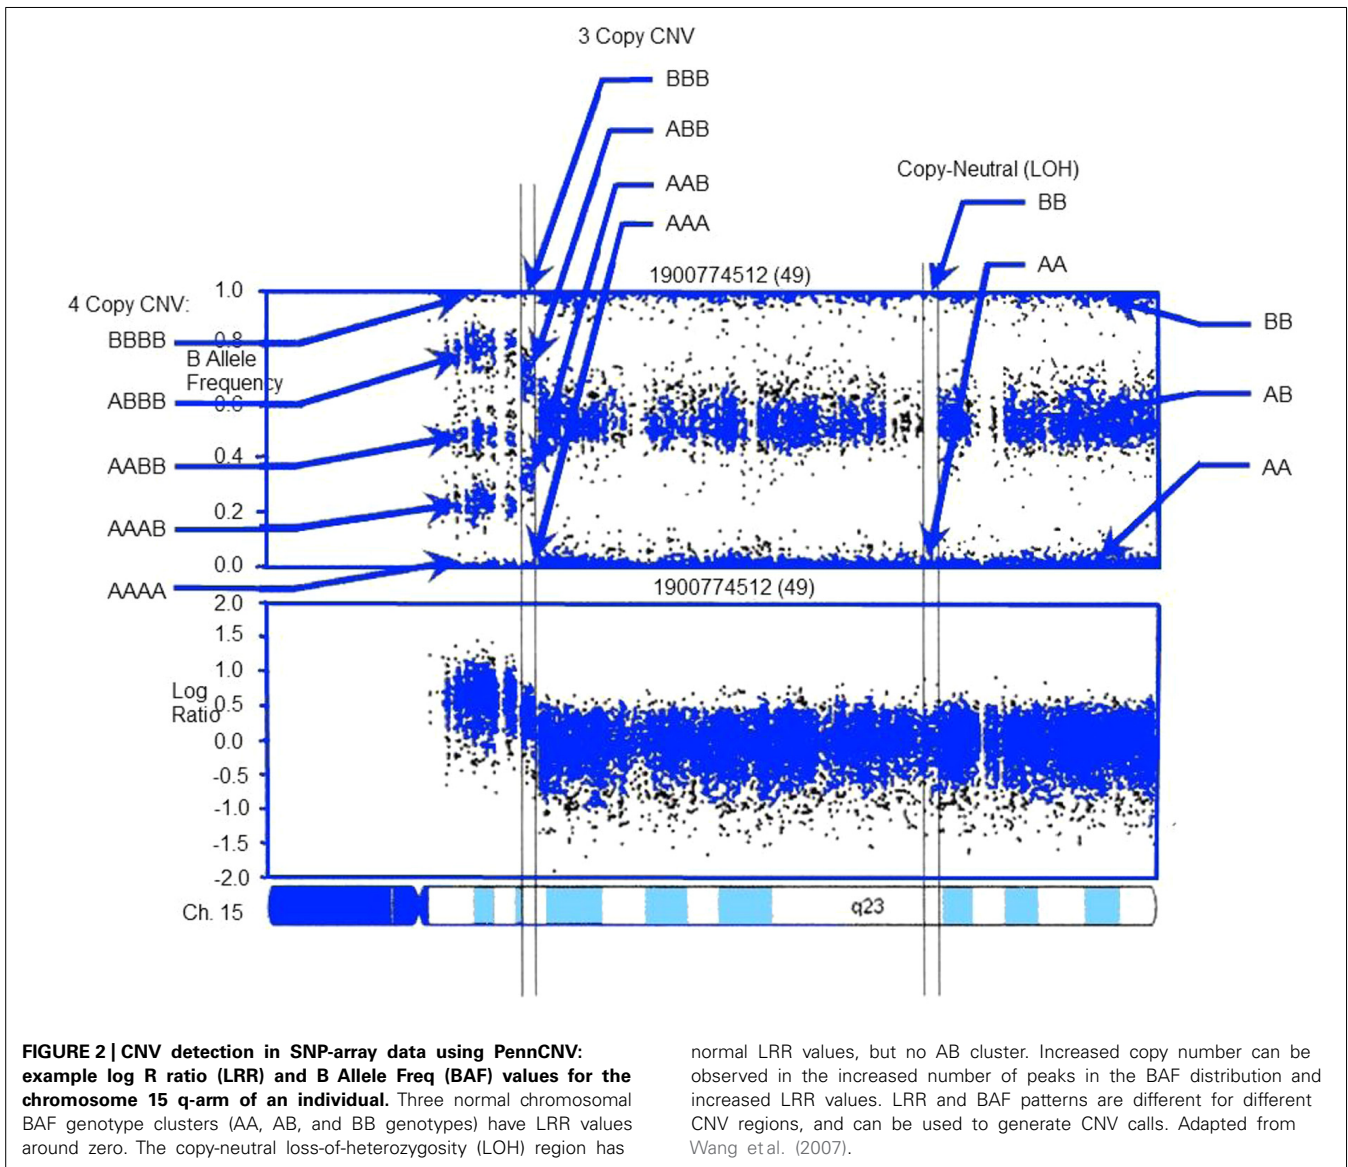 3 Copy CNV
BBB
ABB
AAB
AAA
Copy-Neutral (LOH)
BB
AA
1900774512 (49)
4 Copy CNV:
BBBB
ABBB
AABB
AAAB
AAAA
B Allele
Frequency
1.0
0.8
0.6
0.4
0.2
0.0
BB
AB
AA
1900774512 (49)
Log
Ratio
2.0
1.5
1.0
0.5
0.0
-0.5
-1.0
-1.5
-2.0
Ch. 15
q23
FIGURE 2 | CNV detection in SNP-array data using PennCNV:
example log R ratio (LRR) and B Allele Freq (BAF) values for the
chromosome 15 q-arm of an individual. Three normal chromosomal
BAF genotype clusters (AA, AB, and BB genotypes) have LRR values
around zero. The copy-neutral loss-of-heterozygosity (LOH) region has
normal LRR values, but no AB cluster. Increased copy number can be
observed in the increased number of peaks in the BAF distribution and
increased LRR values. LRR and BAF patterns are different for different
CNV regions, and can be used to generate CNV calls. Adapted from
Wang et al. (2007).